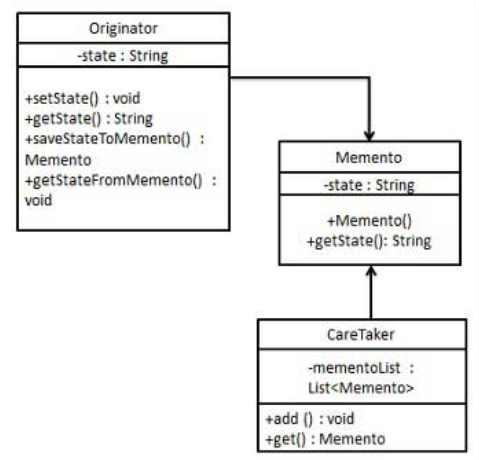 Originator
-state : String
+setState() : void
+getState() : String
+saveStateToMemento() :
Memento
+getStateFromMemento() :
void
Memento
-state : String
+Memento()
+getState(): String
CareTaker
-mementoList :
List<Memento>
+add () : void
+get() : Memento